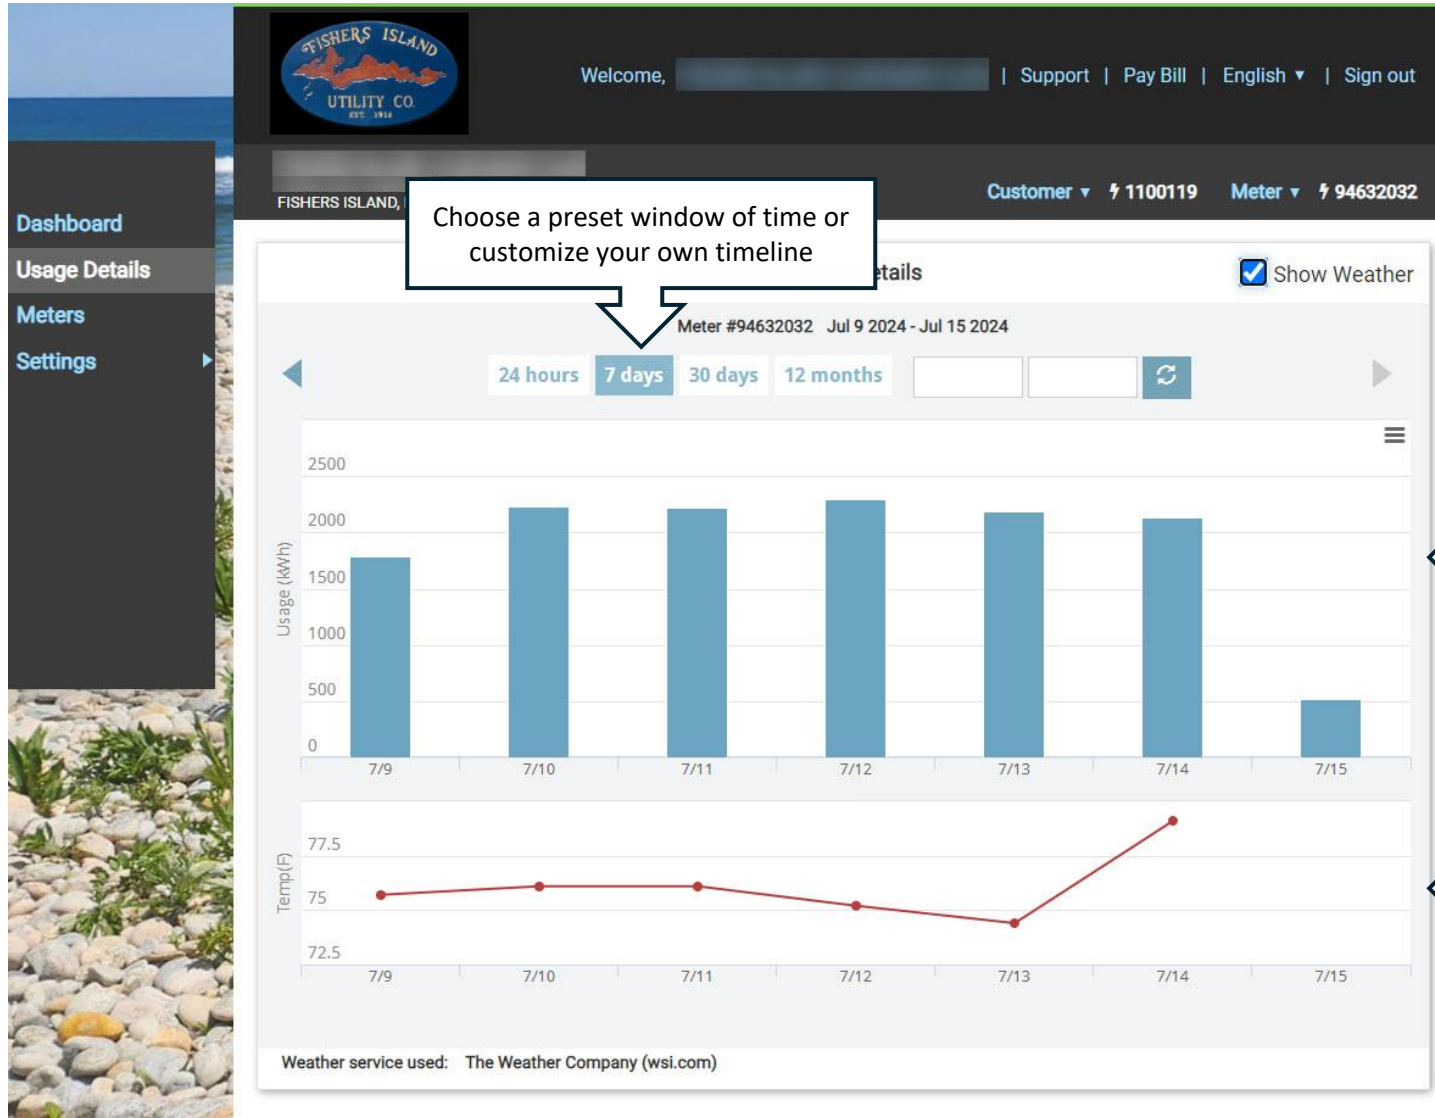 FISHERS ISLAND
UTILITY CO.
EST. 1918
Welcome, | Support | Pay Bill | English ▼ | Sign out
FISHERS ISLAND,
Customer ▼ 1100119 Meter ▼ 94632032
Dashboard
Usage Details
Meters
Settings
Choose a preset window of time or
customize your own timeline
etails
Show Weather
Meter #94632032 Jul 9 2024 - Jul 15 2024
24 hours 7 days 30 days 12 months
Usage (kWh)
2500
2000
1500
1000
500
0
7/9 7/10 7/11 7/12 7/13 7/14 7/15
Temp(F)
77.5
75
72.5
7/9 7/10 7/11 7/12 7/13 7/14 7/15
Weather service used: The Weather Company (wsi.com)